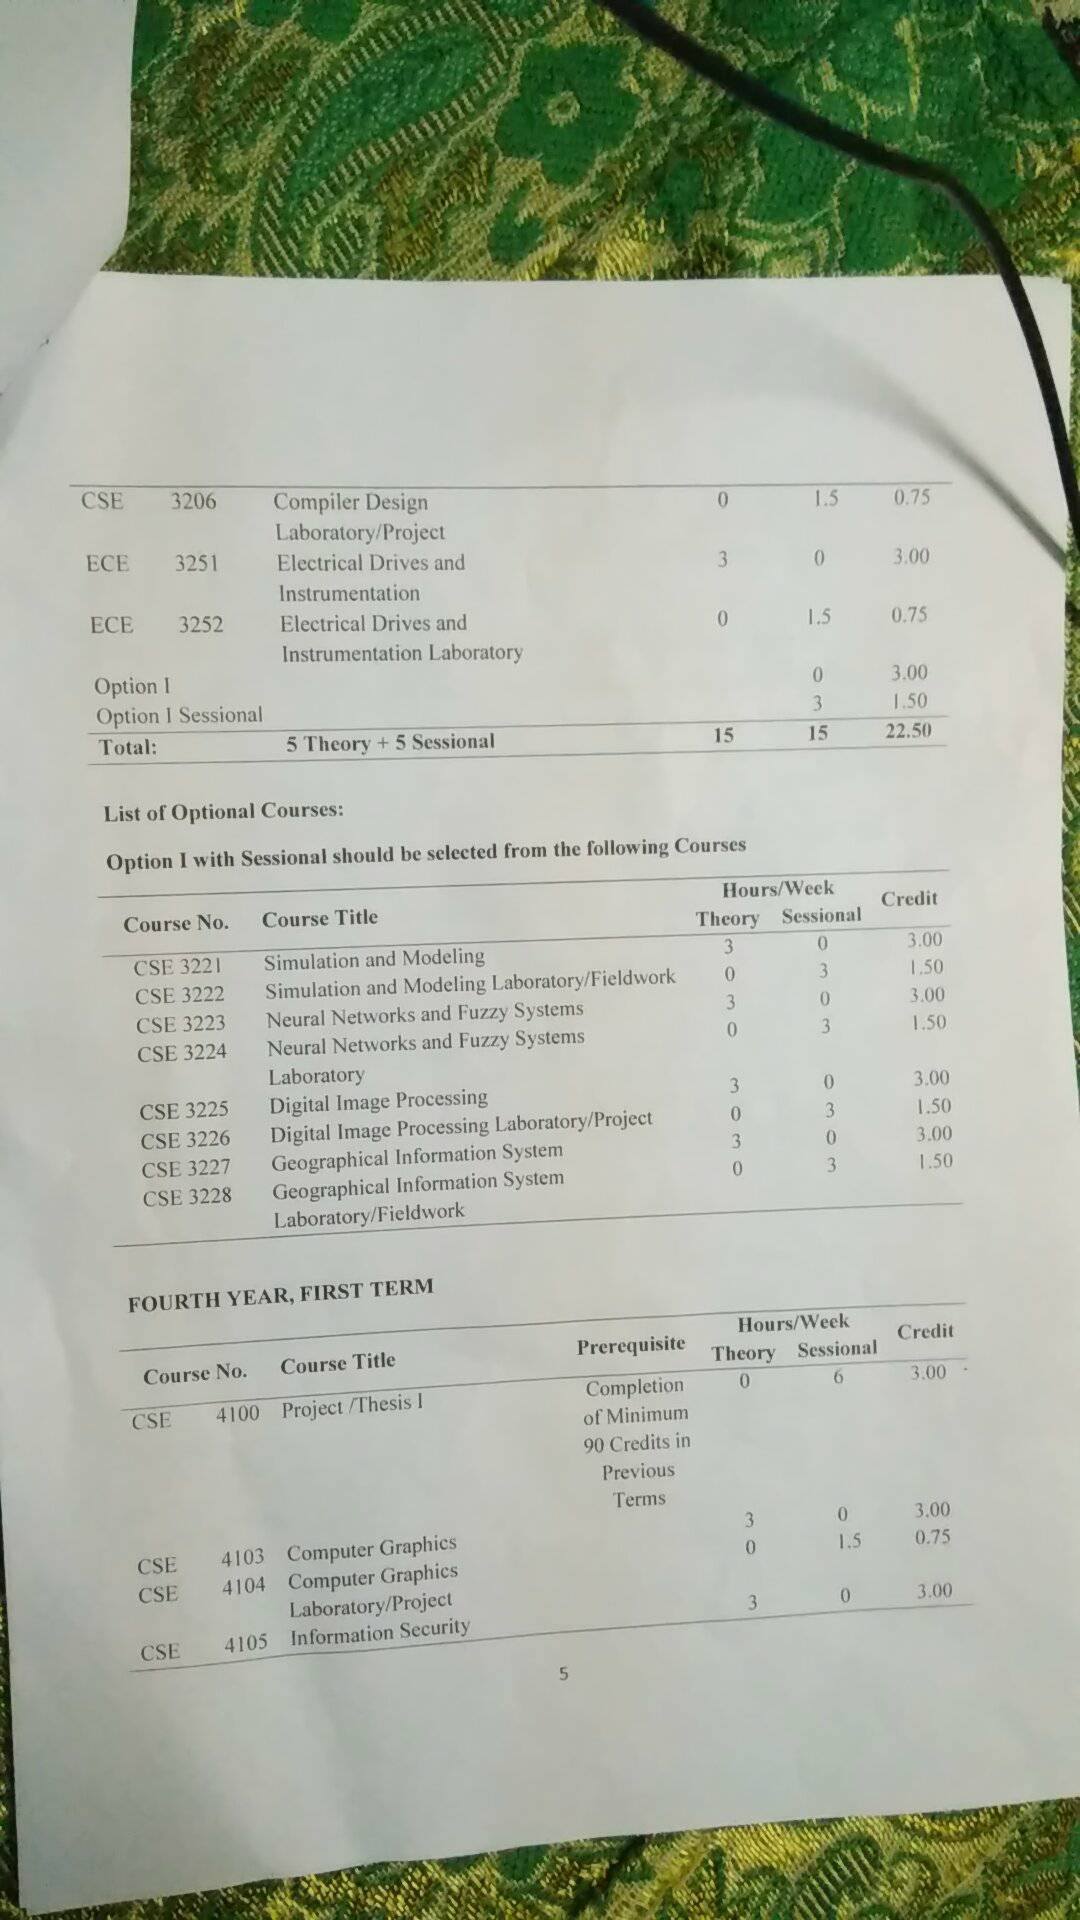 CSE 3206 Compiler Design 0 1.5 0.75
Laboratory/Project
ECE 3251 Electrical Drives and 3 0 3.00
Instrumentation
ECE 3252 Electrical Drives and 0 1.5 0.75
Instrumentation Laboratory
Option I 0 3.00
Option I Sessional 3 1.50
Total: 5 Theory + 5 Sessional 15 15 22.50
List of Optional Courses:
Option I with Sessional should be selected from the following Courses
Hours/Week
Course No. Course Title Theory Sessional Credit
CSE 3221 Simulation and Modeling 3 0 3.00
CSE 3222 Simulation and Modeling Laboratory/Fieldwork 0 3 1.50
CSE 3223 Neural Networks and Fuzzy Systems 3 0 3.00
CSE 3224 Neural Networks and Fuzzy Systems 0 3 1.50
Laboratory
CSE 3225 Digital Image Processing 3 0 3.00
CSE 3226 Digital Image Processing Laboratory/Project 0 3 1.50
CSE 3227 Geographical Information System 3 0 3.00
CSE 3228 Geographical Information System 0 3 1.50
Laboratory/Fieldwork
FOURTH YEAR, FIRST TERM
Hours/Week
Course No. Course Title Prerequisite Theory Sessional Credit
CSE 4100 Project /Thesis I Completion 0 6 3.00
of Minimum
90 Credits in
Previous
Terms
CSE 4103 Computer Graphics 3 0 3.00
CSE 4104 Computer Graphics 0 1.5 0.75
Laboratory/Project
CSE 4105 Information Security 3 0 3.00
5